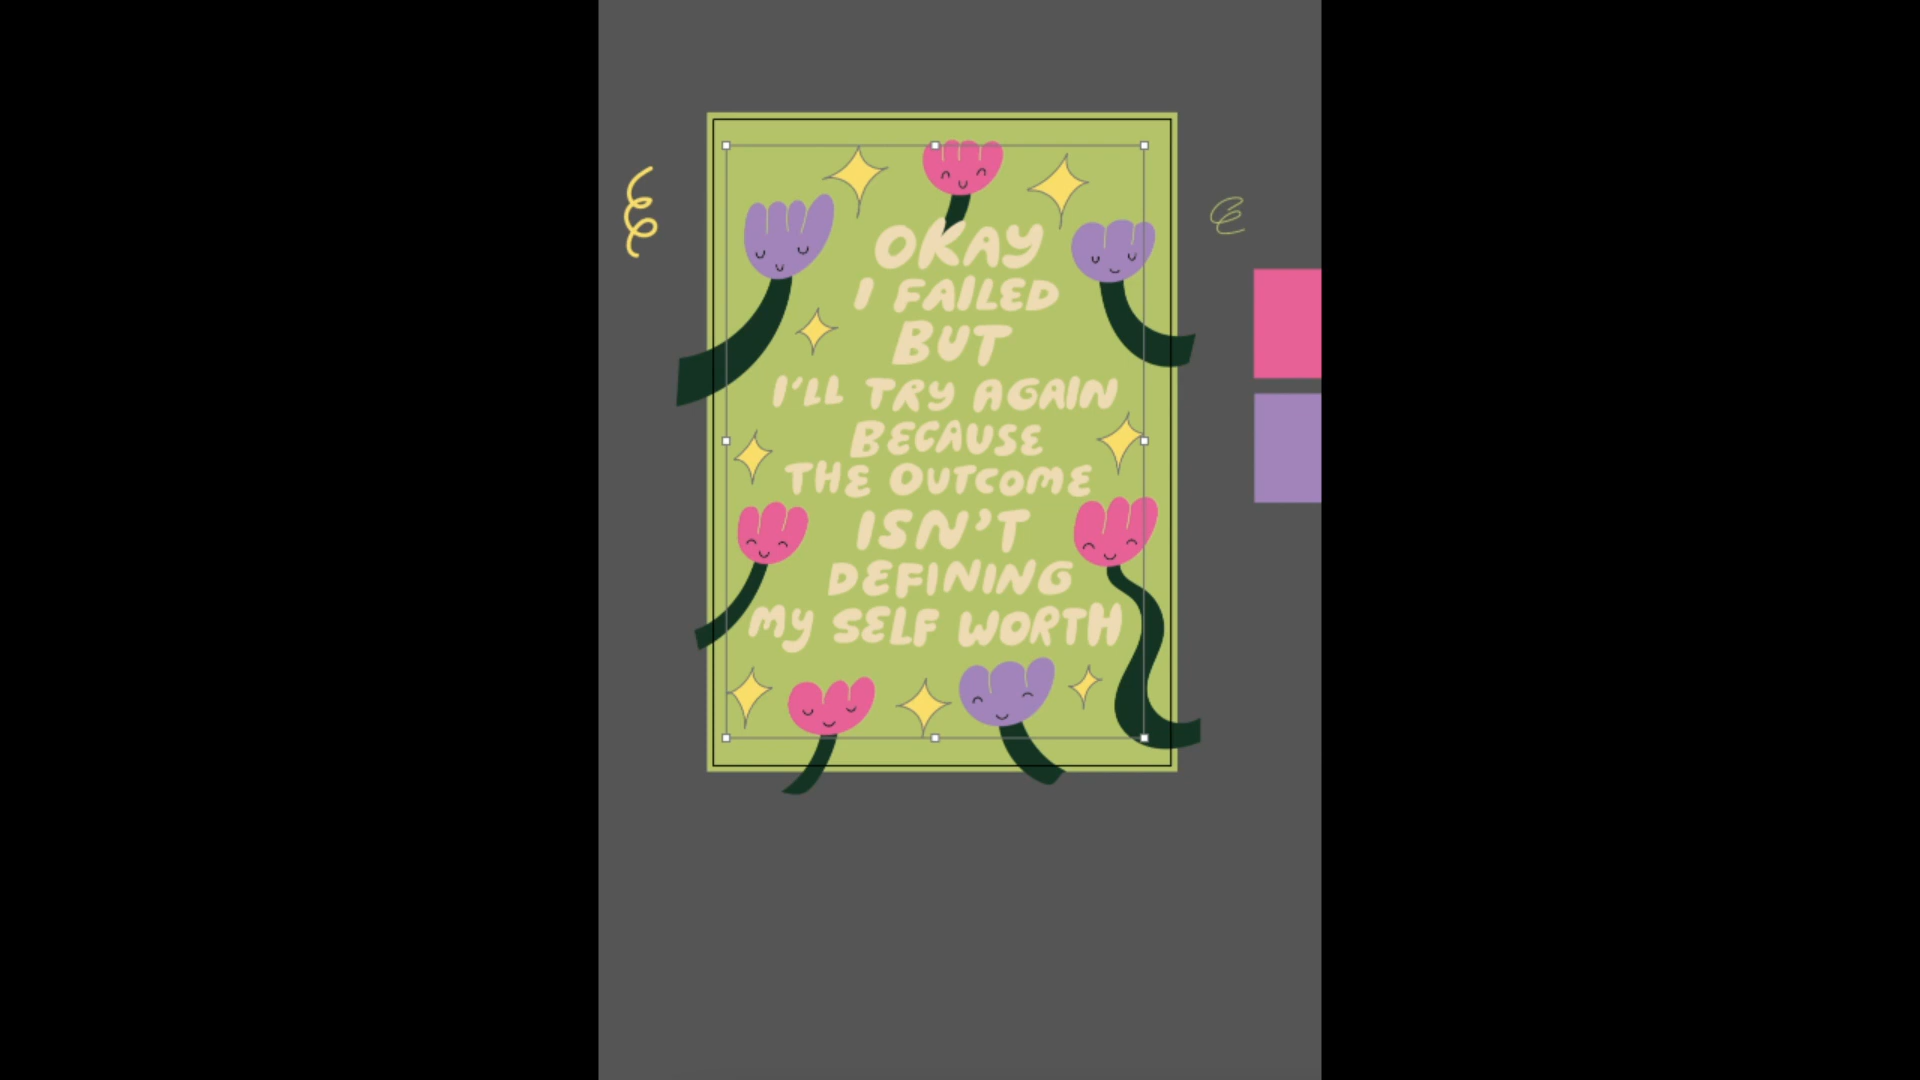 OKAY
I FAILED
BUT
I'LL TRY AGAIN
BECAUSE
THE OUTCOME
ISN'T
DEFINING
MY SELF WORTH